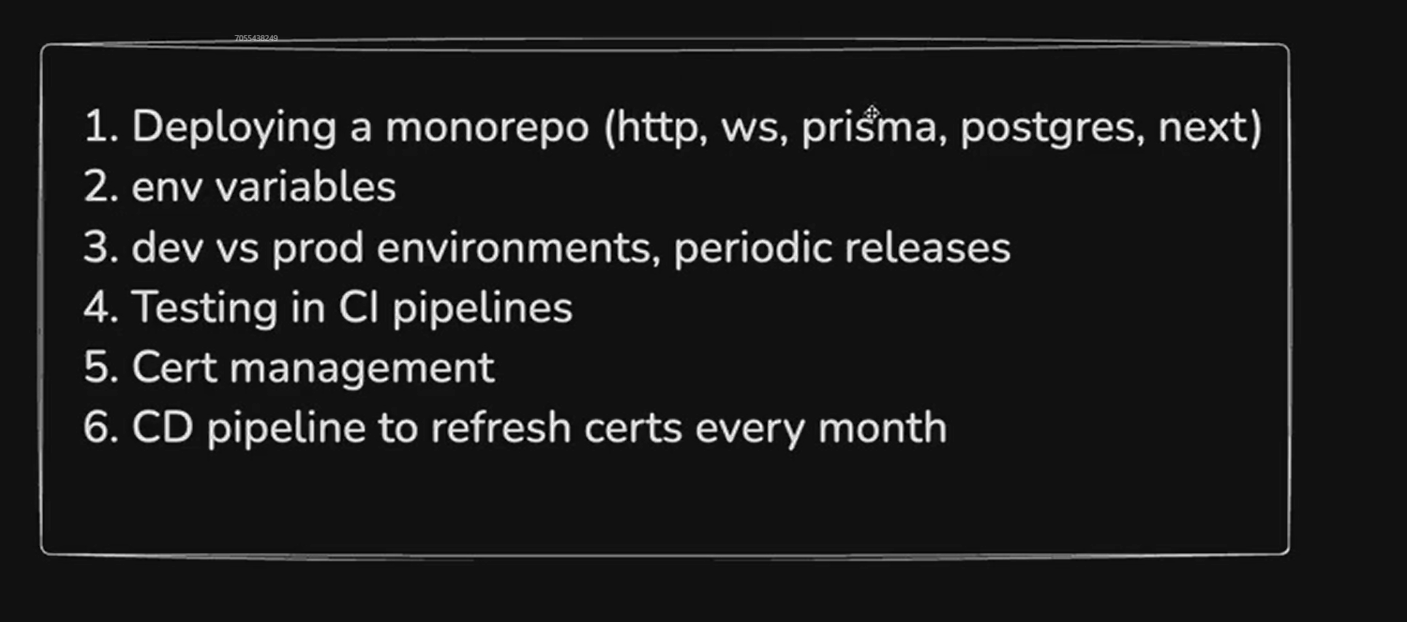 7055438249
1. Deploying a monorepo (http, ws, prisma, postgres, next)
2. env variables
3. dev vs prod environments, periodic releases
4. Testing in CI pipelines
5. Cert management
6. CD pipeline to refresh certs every month